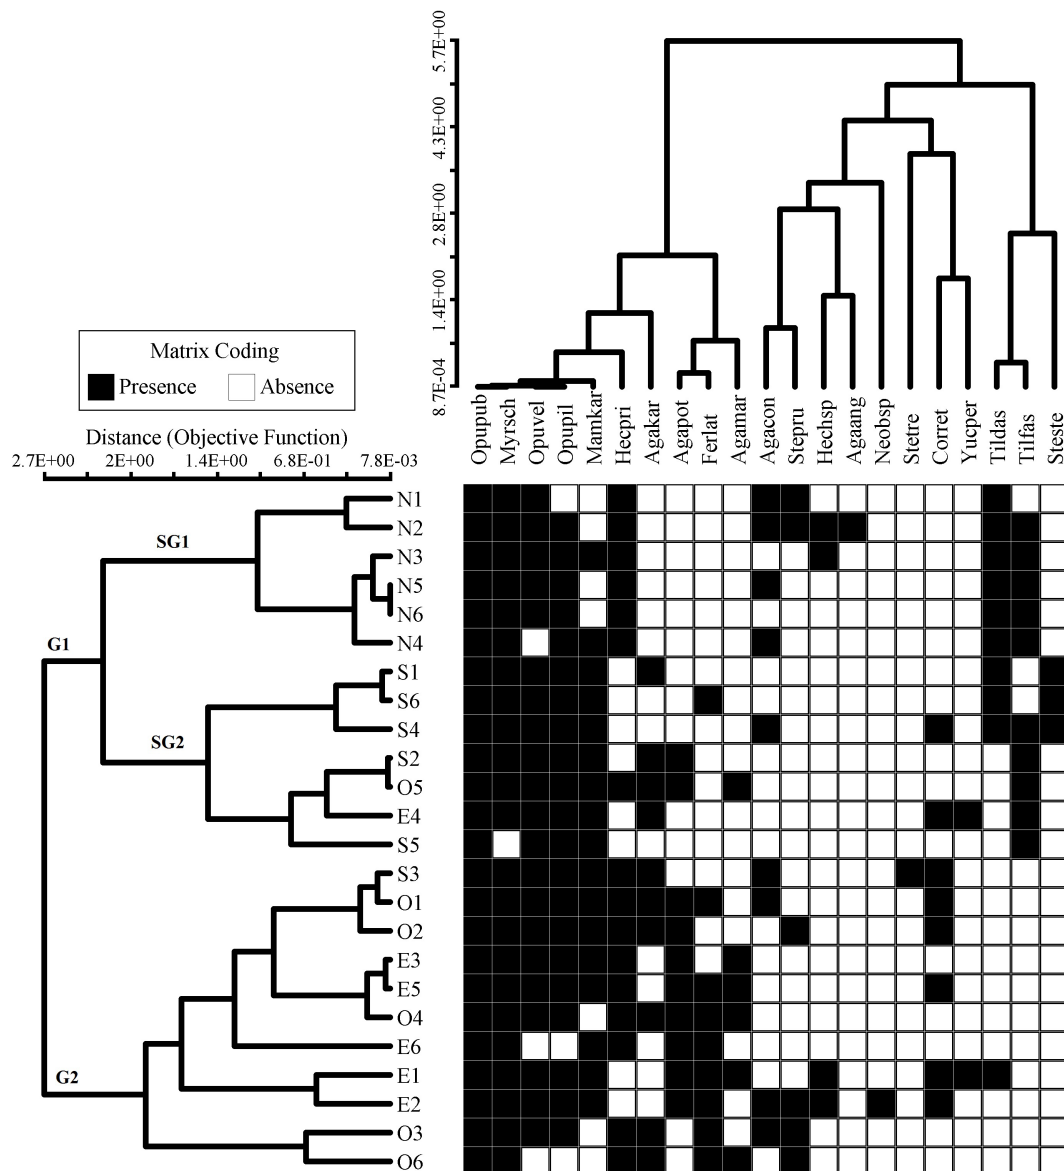 5.7E+00
4.3E+00
2.8E+00
1.4E+00
8.7E-04
Matrix Coding
Presence Absence
Distance (Objective Function)
2.7E+00 2E+00 1.4E+00 6.8E-01 7.8E-03
Opupub
Myrsch
Opuvel
Opupil
Mamkar
Hecpri
Agakar
Agapot
Ferlat
Agamar
Agacon
Stepru
Hechsp
Agaang
Neobsp
Stetre
Corret
Yucper
Tildas
Tilfas
Steste
N1
N2
SG1
N3
N5
N6
N4
G1
S1
S6
S4
SG2
S2
O5
E4
S5
S3
O1
O2
E3
E5
O4
E6
G2
E1
E2
O3
O6